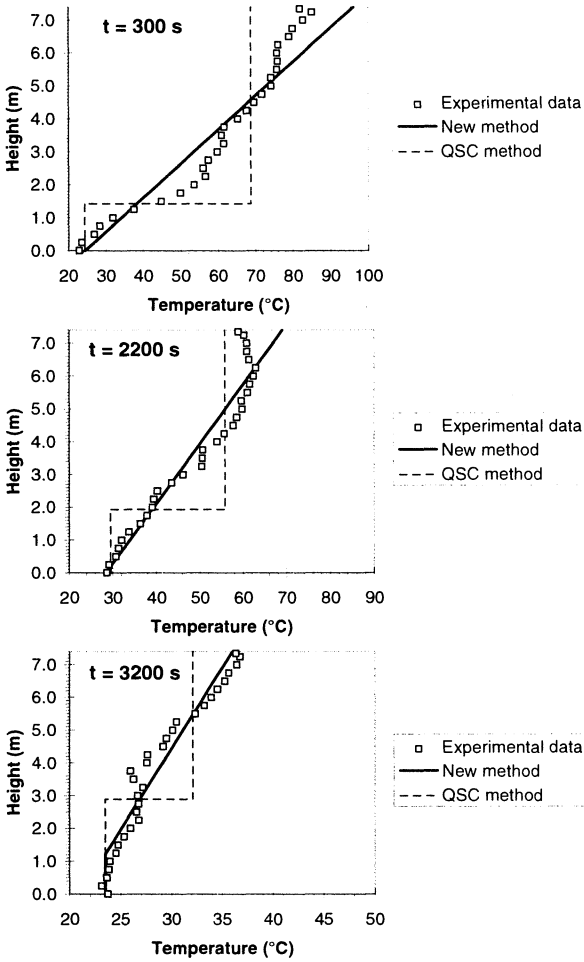 t = 300 s
Height (m)
7.0
6.0
5.0
4.0
3.0
2.0
1.0
0.0
20 30 40 50 60 70 80 90 100
Temperature (°C)
Experimental data
New method
QSC method
t = 2200 s
Height (m)
7.0
6.0
5.0
4.0
3.0
2.0
1.0
0.0
20 30 40 50 60 70 80 90
Temperature (°C)
Experimental data
New method
QSC method
t = 3200 s
Height (m)
7.0
6.0
5.0
4.0
3.0
2.0
1.0
0.0
20 25 30 35 40 45 50
Temperature (°C)
Experimental data
New method
QSC method